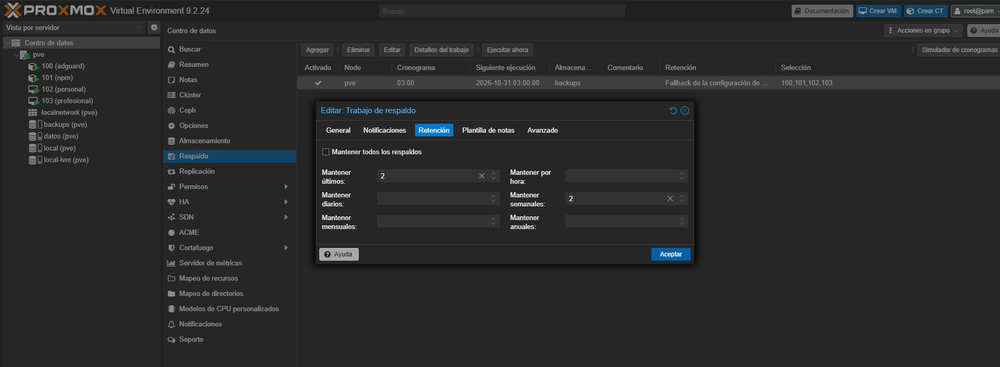 PROXMOX Virtual Environment 9.2.24
Buscar
Documentación
Crear VM
Crear CT
root@pam
Vista por servidor
Centro de datos
pve
100 (adguard)
101 (npm)
102 (personal)
103 (profesional)
localnetwork (pve)
backups (pve)
datos (pve)
local (pve)
local-lvm (pve)
Centro de datos
Acciones en grupo
Ayuda
Buscar
Resumen
Notas
Clúster
Ceph
Opciones
Almacenamiento
Respaldo
Replicación
Permisos
HA
SDN
ACME
Cortafuego
Servidor de métricas
Mapeo de recursos
Mapeo de directorios
Modelos de CPU personalizados
Notificaciones
Soporte
Agregar
Eliminar
Editar
Detalles del trabajo
Ejecutar ahora
Simulador de cronogramas
Activado Nodo Cronograma Siguiente ejecución Almacena... Comentario Retención Selección
pve 03:00 2026-10-31 03:00:00 backups Fallback de la configuración de ... 100,101,102,103
Editar: Trabajo de respaldo
General Notificaciones Retención Plantilla de notas Avanzado
Mantener todos los respaldos
Mantener últimos: 2
Mantener por hora:
Mantener diarios:
Mantener semanales: 2
Mantener mensuales:
Mantener anuales:
Ayuda
Aceptar